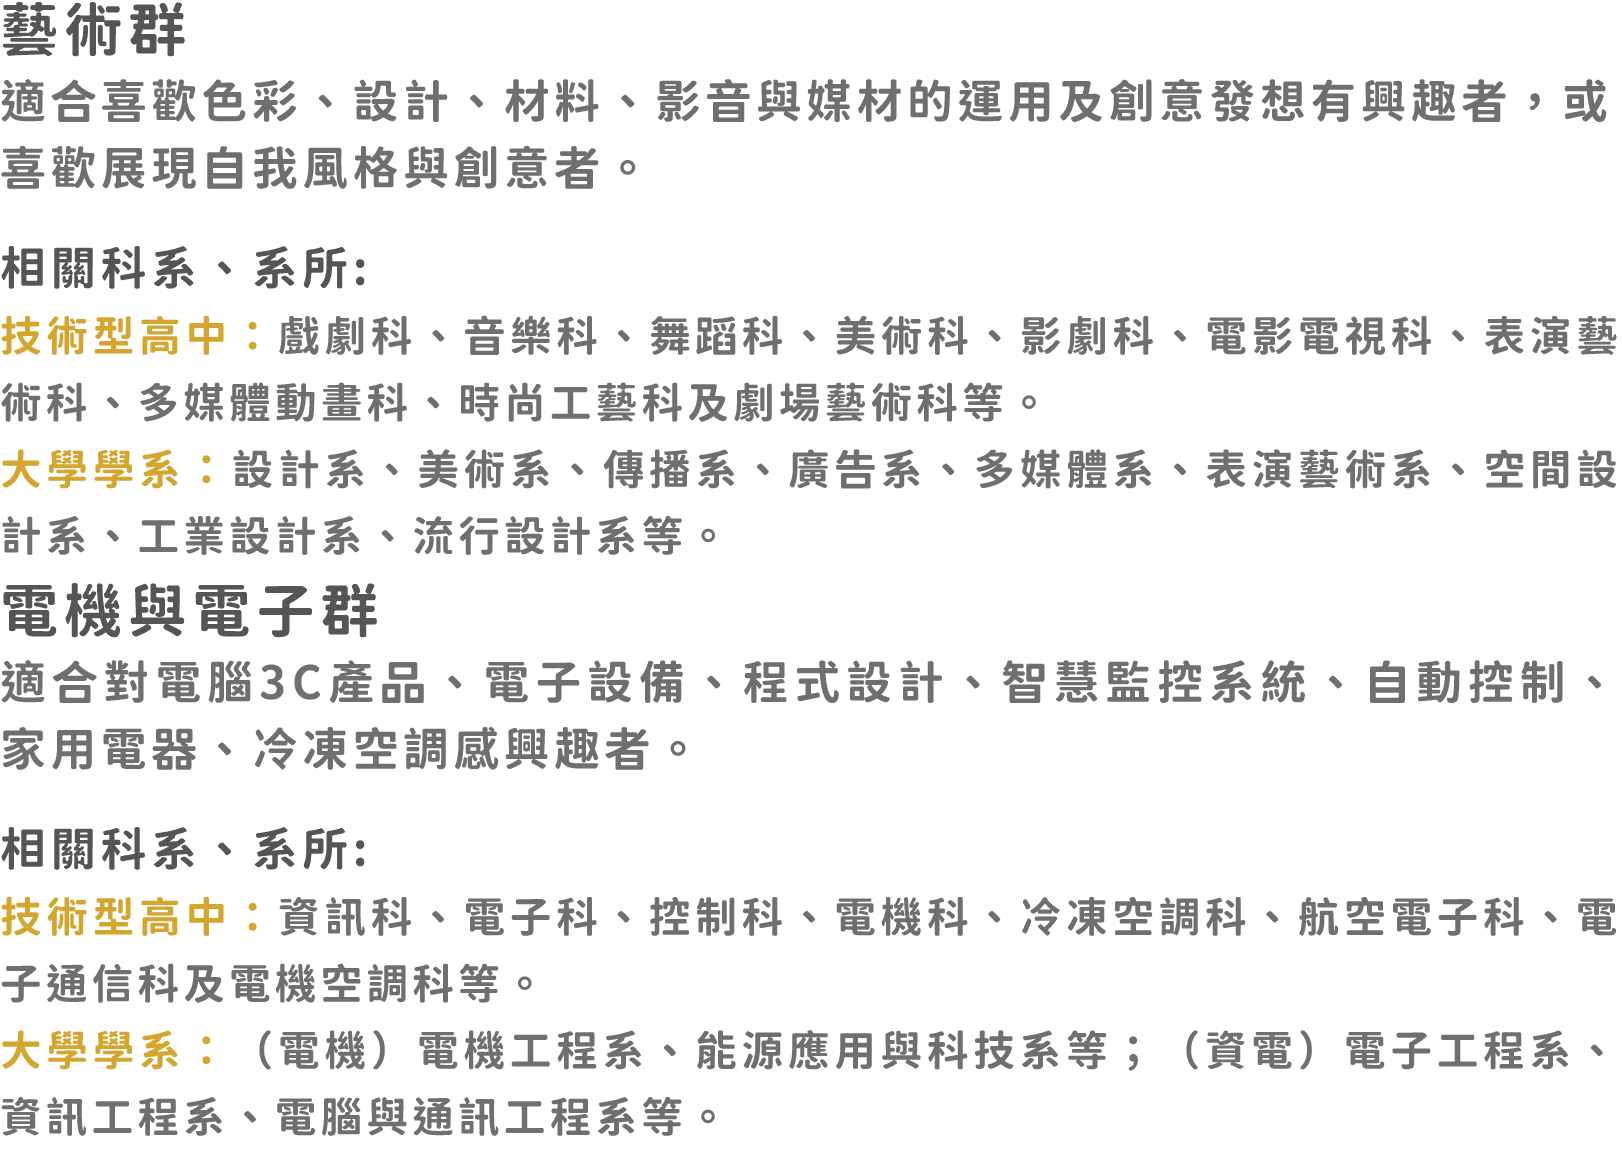 藝術群
適合喜歡色彩、設計、材料、影音與媒材的運用及創意發想有興趣者，或
喜歡展現自我風格與創意者。
相關科系、系所:
技術型高中：戲劇科、音樂科、舞蹈科、美術科、影劇科、電影電視科、表演藝
術科、多媒體動畫科、時尚工藝科及劇場藝術科等。
大學學系：設計系、美術系、傳播系、廣告系、多媒體系、表演藝術系、空間設
計系、工業設計系、流行設計系等。
電機與電子群
適合對電腦3C產品、電子設備、程式設計、智慧監控系統、自動控制、
家用電器、冷凍空調感興趣者。
相關科系、系所:
技術型高中：資訊科、電子科、控制科、電機科、冷凍空調科、航空電子科、電
子通信科及電機空調科等。
大學學系：（電機）電機工程系、能源應用與科技系等；（資電）電子工程系、
資訊工程系、電腦與通訊工程系等。